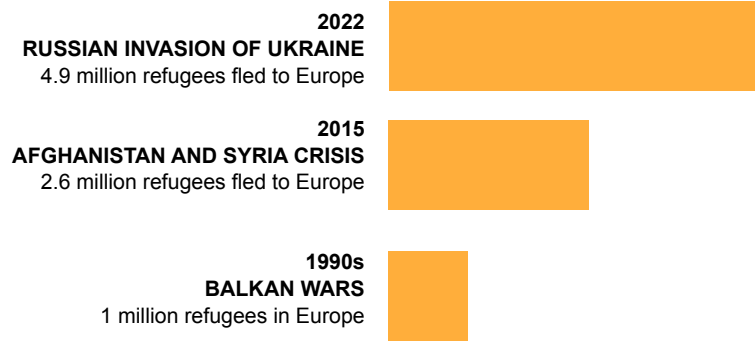 2022
RUSSIAN INVASION OF UKRAINE
4.9 million refugees fled to Europe
2015
AFGHANISTAN AND SYRIA CRISIS
2.6 million refugees fled to Europe
1990s
BALKAN WARS
1 million refugees in Europe